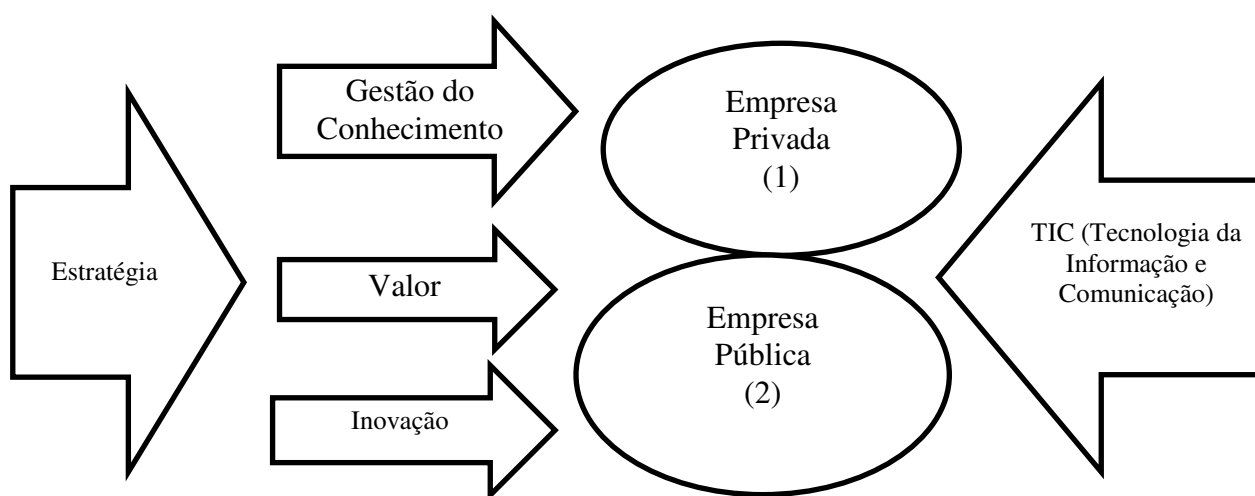 Estratégia
Gestão do
Conhecimento
Valor
Inovação
Empresa
Privada
(1)
Empresa
Pública
(2)
TIC (Tecnologia da
Informação e
Comunicação)